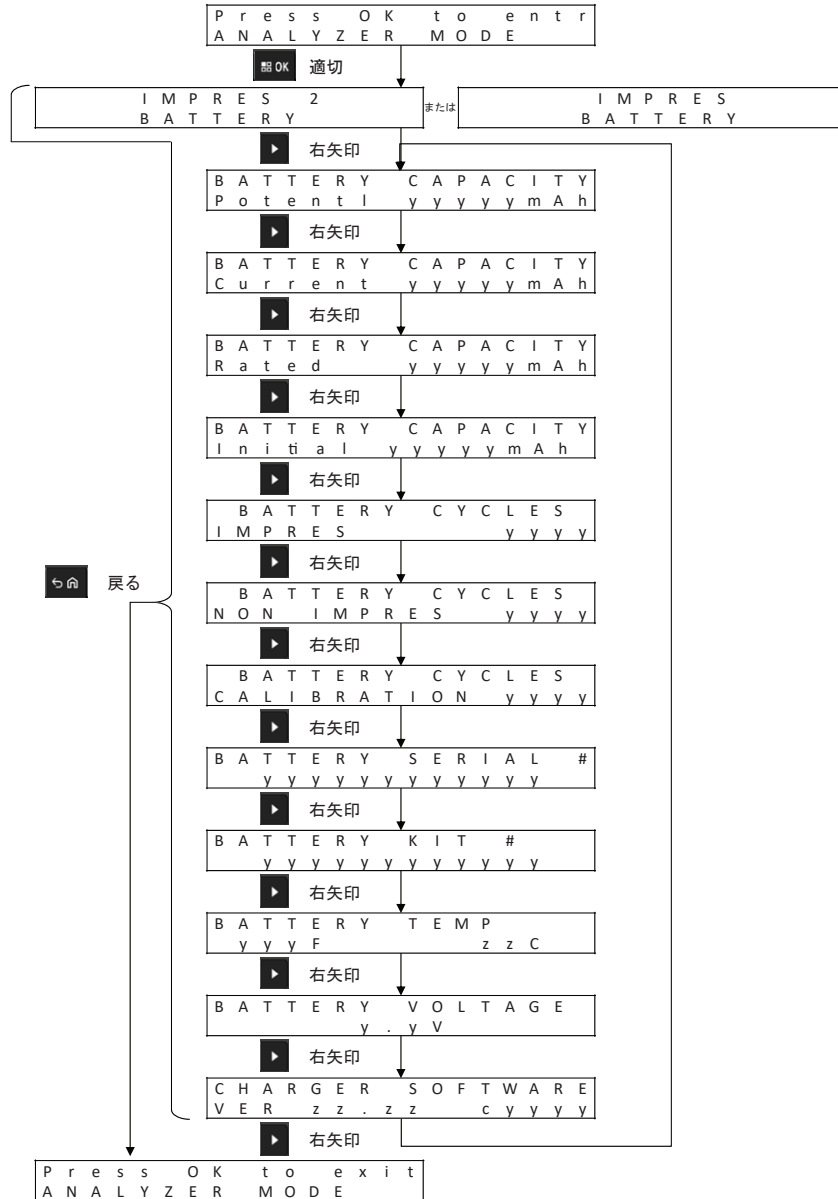 Press OK to entr
ANALYZER MODE
OK 適切
IMPRES 2
BATTERY
または
IMPRES
BATTERY
右矢印
BATTERY CAPACITY
Potentl yyyyymAh
右矢印
BATTERY CAPACITY
Current yyyyymAh
右矢印
BATTERY CAPACITY
Rated yyyyymAh
右矢印
BATTERY CAPACITY
Initial yyyyymAh
右矢印
BATTERY CYCLES
IMPRES yyyy
右矢印
戻る
BATTERY CYCLES
NON IMPRES yyyy
右矢印
BATTERY CYCLES
CALIBRATION yyyy
右矢印
BATTERY SERIAL #
yyyyyyyyyyyy
右矢印
BATTERY KIT #
yyyyyyyyyyyy
右矢印
BATTERY TEMP
yyyF zzC
右矢印
BATTERY VOLTAGE
y.yV
右矢印
CHARGER SOFTWARE
VER zz.zz cyyyy
右矢印
Press OK to exit
ANALYZER MODE